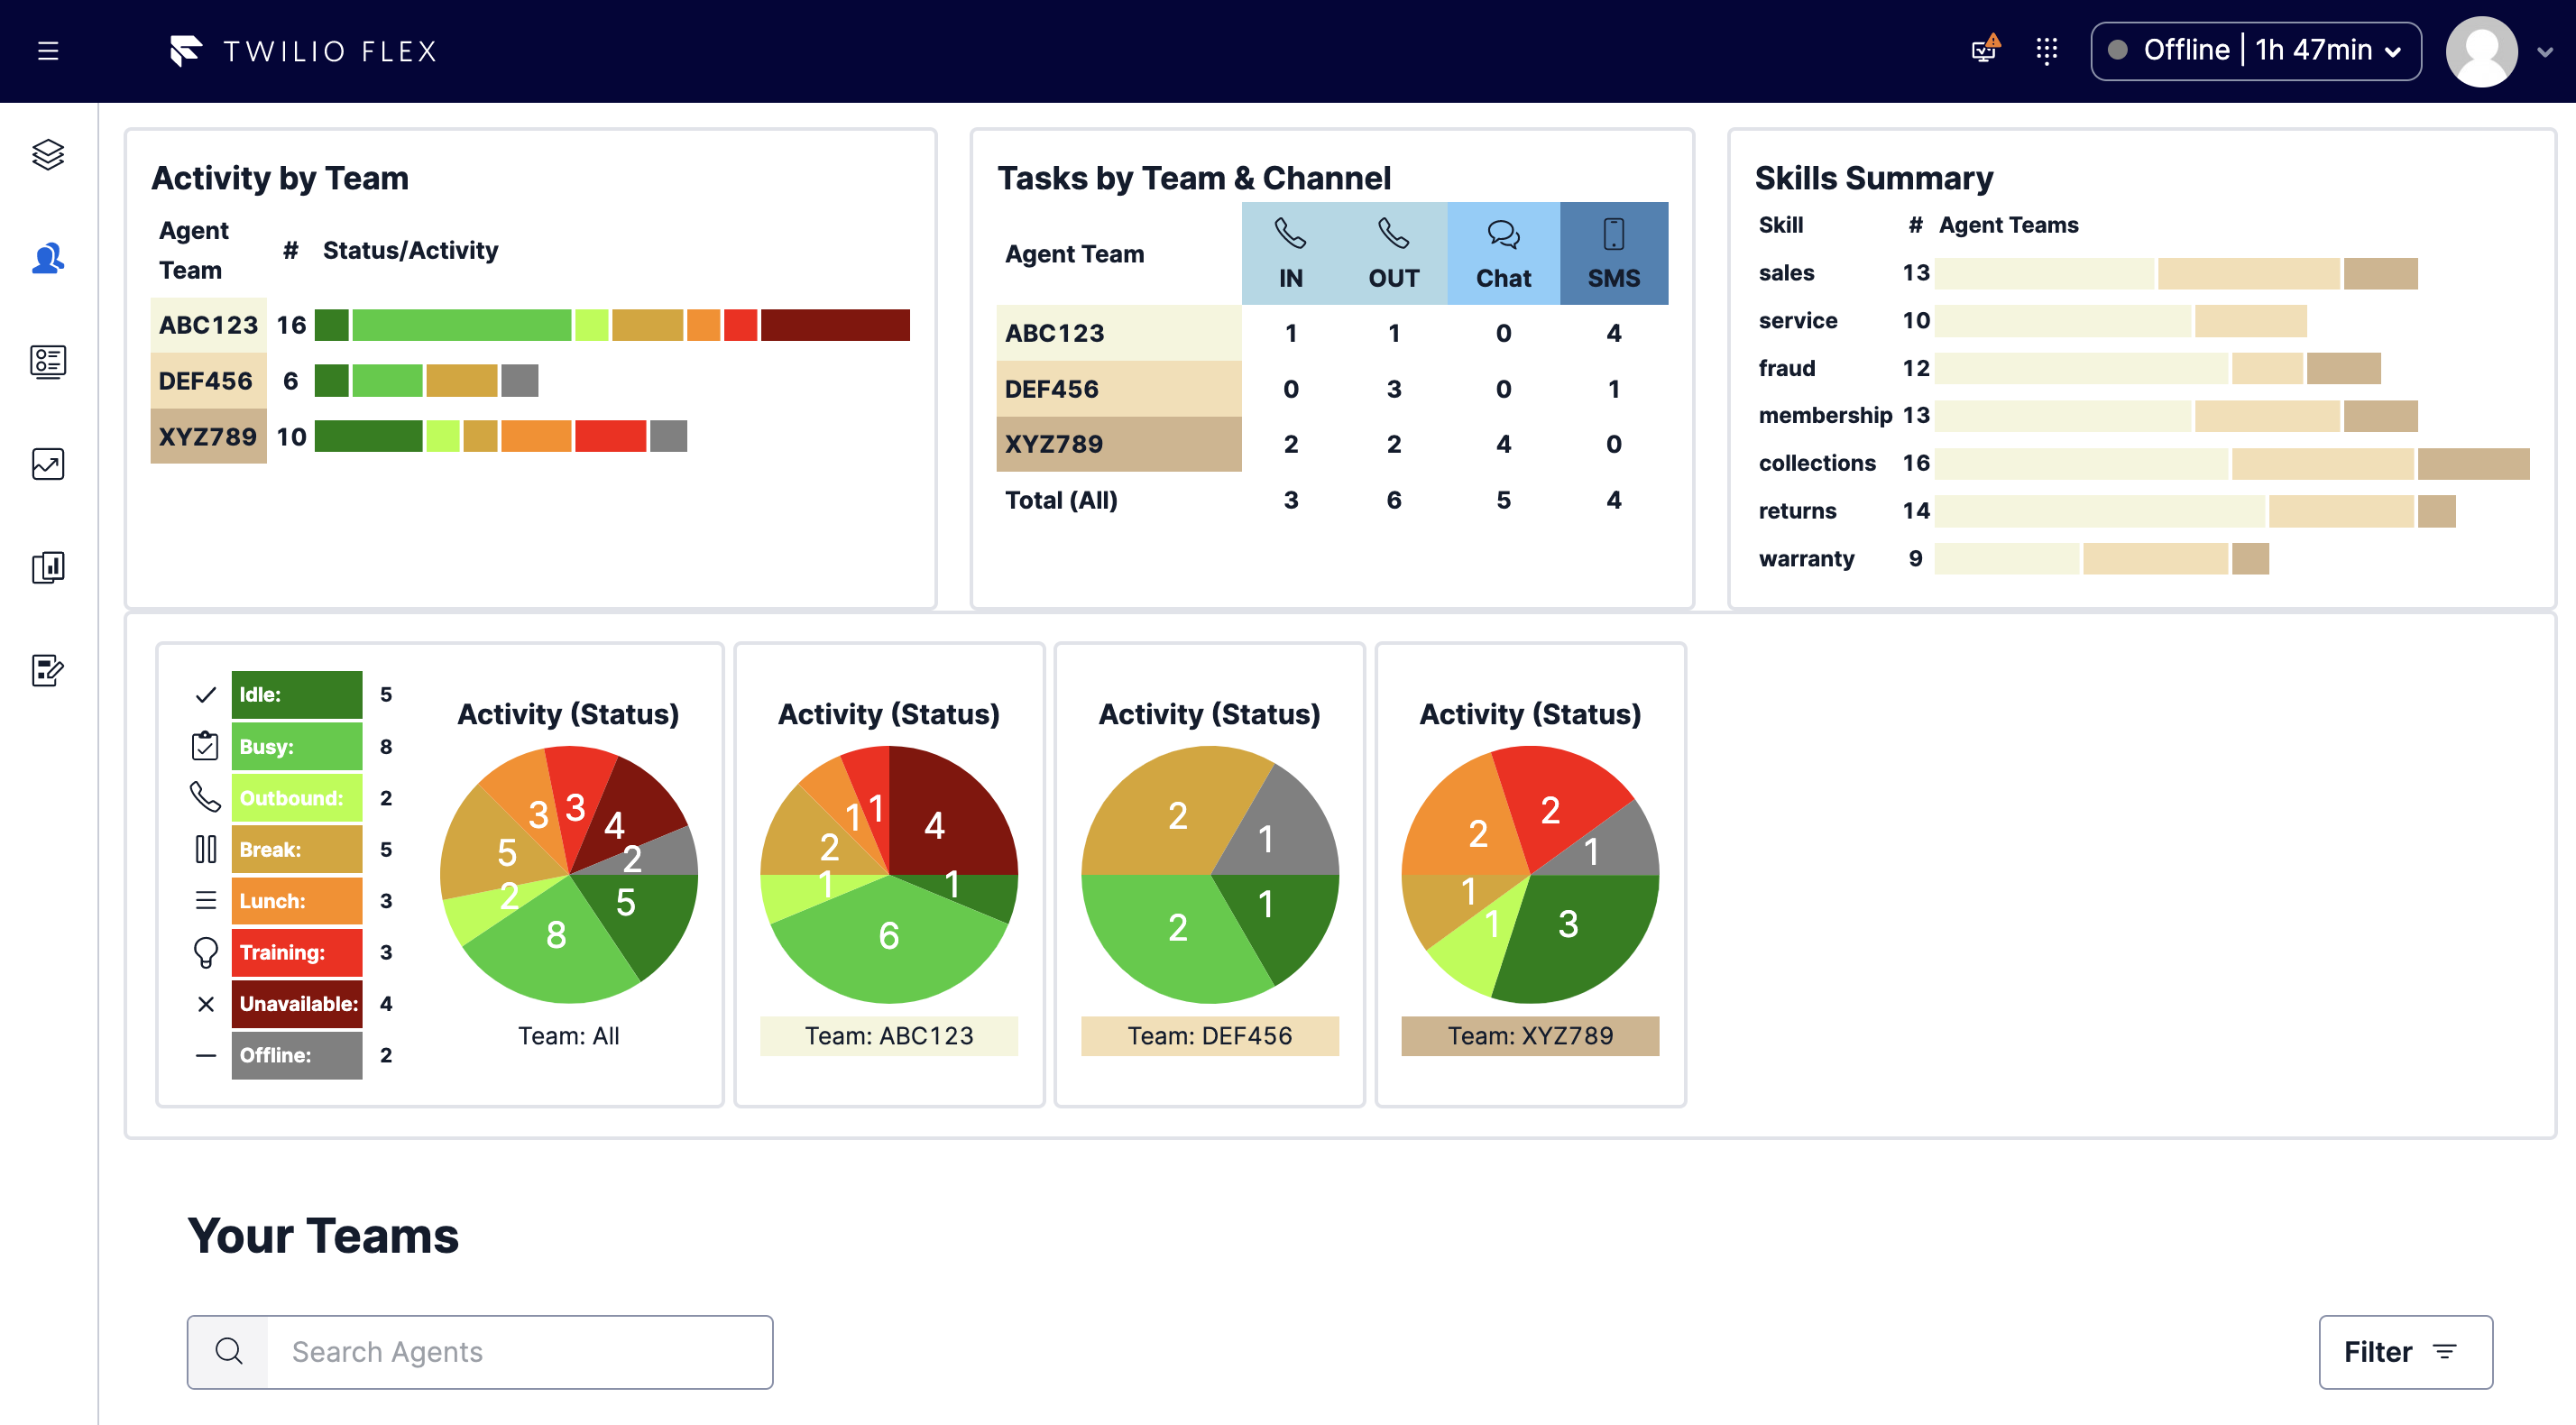 TWILIO FLEX
Offline | 1h 47min
Activity by Team
Agent Team # Status/Activity
ABC123 16
DEF456 6
XYZ789 10
Tasks by Team & Channel
Agent Team IN OUT Chat SMS
ABC123 1 1 0 4
DEF456 0 3 0 1
XYZ789 2 2 4 0
Total (All) 3 6 5 4
Skills Summary
Skill # Agent Teams
sales 13
service 10
fraud 12
membership 13
collections 16
returns 14
warranty 9
Idle: 5
Busy: 8
Outbound: 2
Break: 5
Lunch: 3
Training: 3
Unavailable: 4
Offline: 2
Activity (Status)
3 3 4
5 2
2 5
8
Team: All
Activity (Status)
1 1 4
2
1 1
6
Team: ABC123
Activity (Status)
2 1
2 1
Team: DEF456
Activity (Status)
2 2
1 1
1 3
Team: XYZ789
Your Teams
Search Agents
Filter